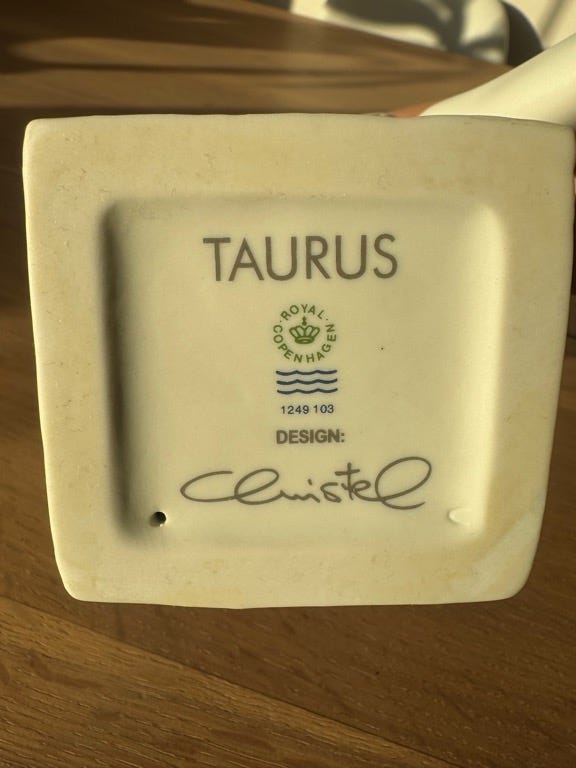 TAURUS
ROYAL
COPENHAGEN
1249 103
DESIGN:
Christel